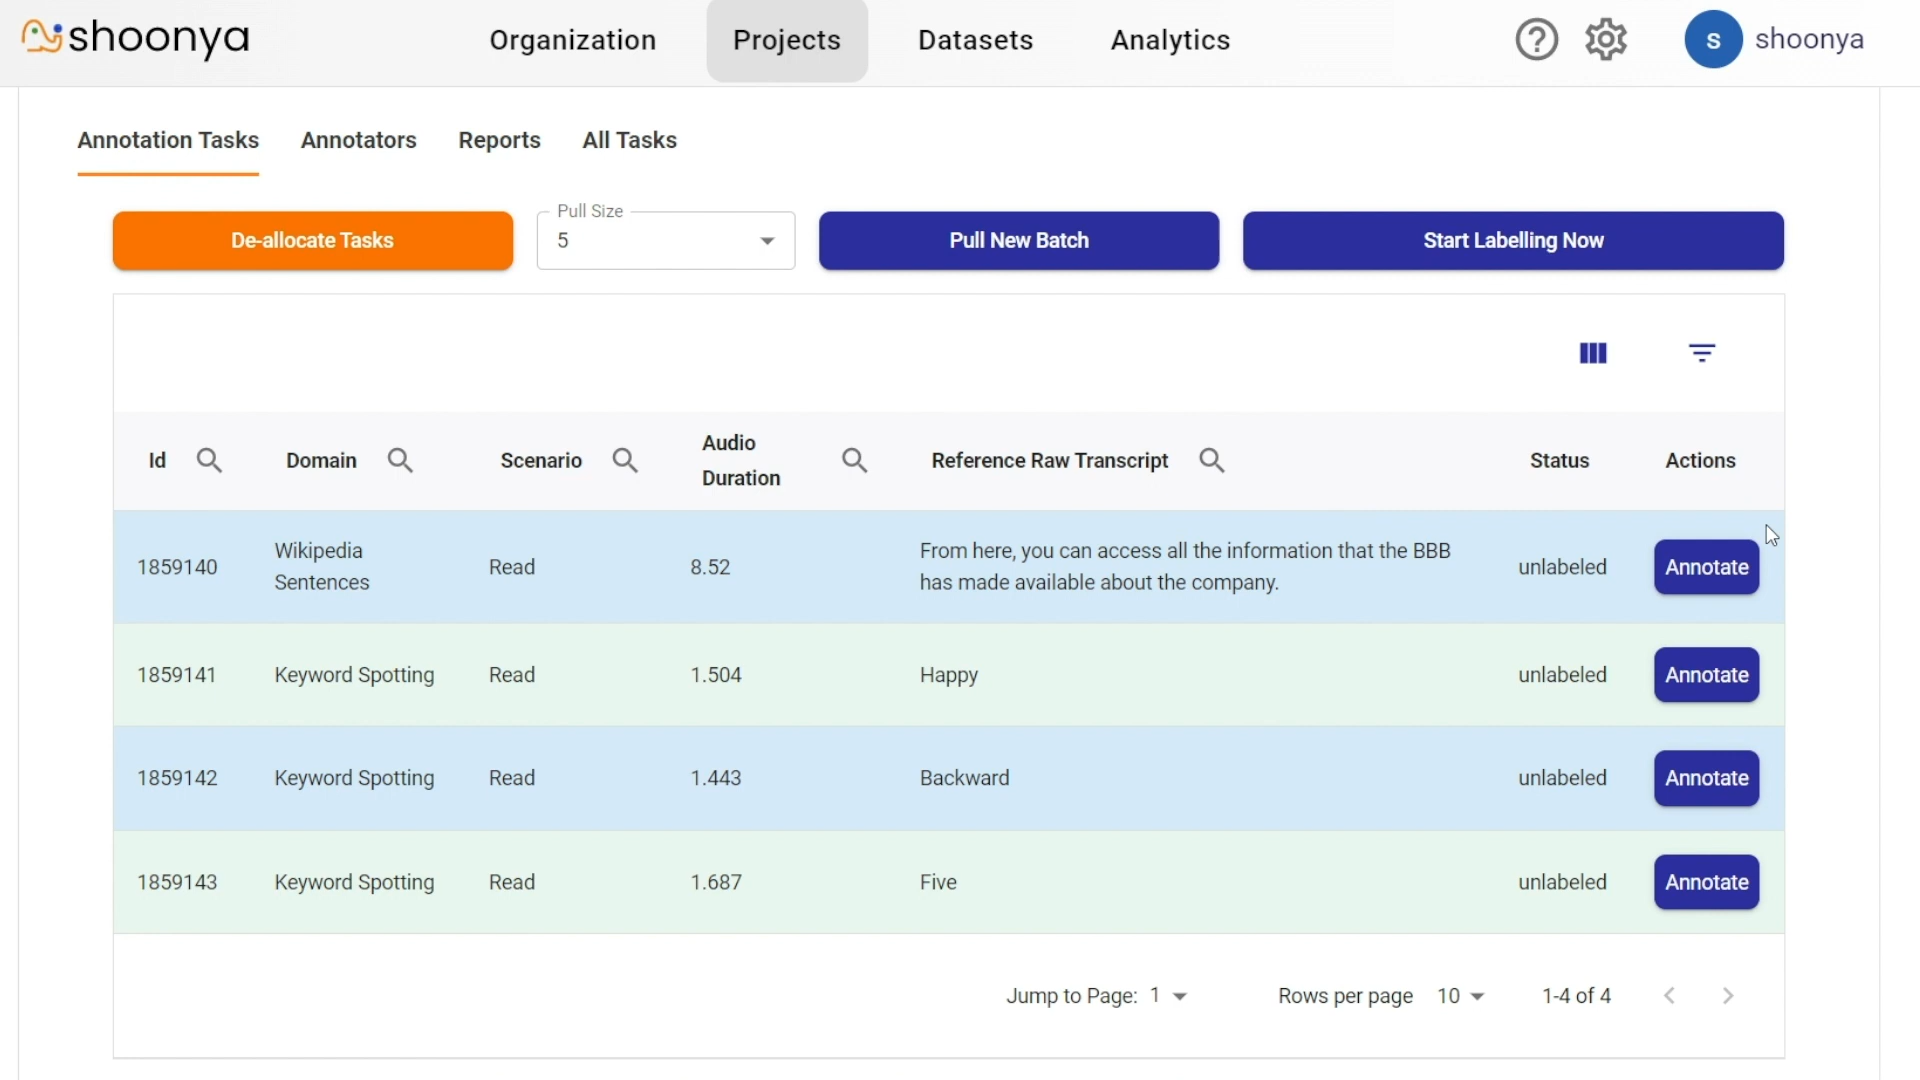 shoonya
Organization Projects Datasets Analytics
? S shoonya
Annotation Tasks Annotators Reports All Tasks
De-allocate Tasks
Pull Size
5
Pull New Batch
Start Labelling Now
Id Domain Scenario Audio Duration Reference Raw Transcript Status Actions
1859140 Wikipedia Sentences Read 8.52 From here, you can access all the information that the BBB
has made available about the company. unlabeled Annotate
1859141 Keyword Spotting Read 1.504 Happy unlabeled Annotate
1859142 Keyword Spotting Read 1.443 Backward unlabeled Annotate
1859143 Keyword Spotting Read 1.687 Five unlabeled Annotate
Jump to Page: 1 Rows per page 10 1-4 of 4